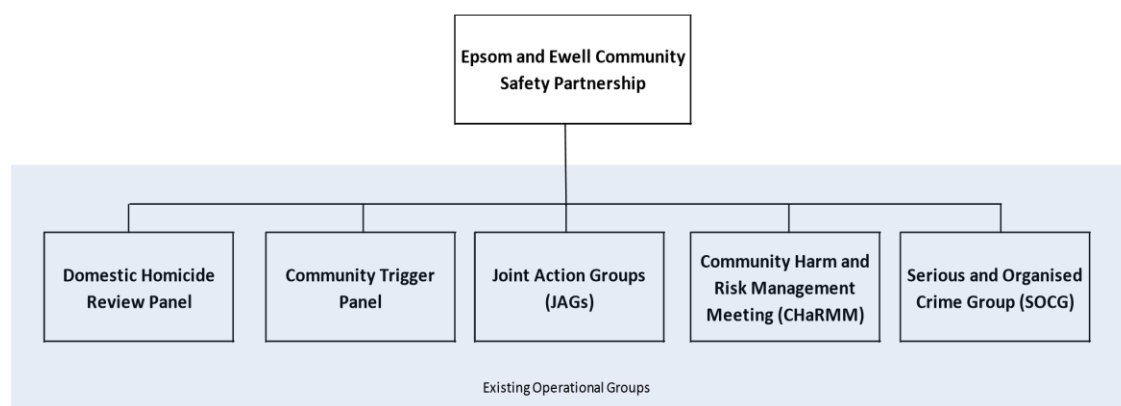 Epsom and Ewell Community
Safety Partnership
Domestic Homicide
Review Panel
Community Trigger
Panel
Joint Action Groups
(JAGs)
Community Harm and
Risk Management
Meeting (CHaRMM)
Serious and Organised
Crime Group (SOCG)
Existing Operational Groups